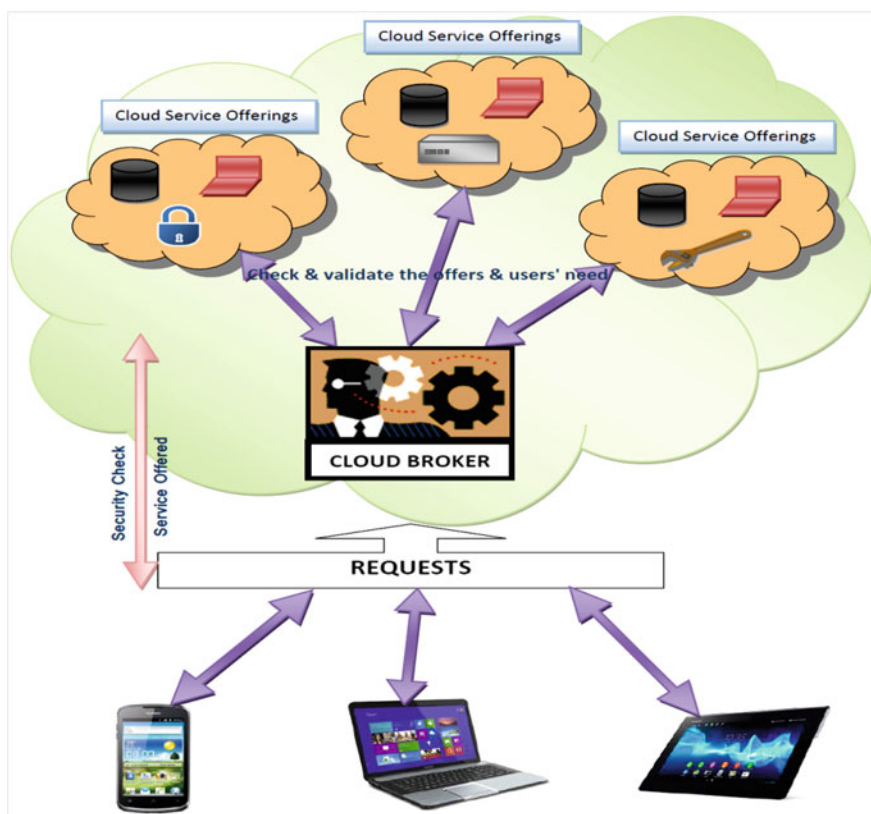 Cloud Service Offerings
Cloud Service Offerings
Cloud Service Offerings
Check & validate the offers & users' need
CLOUD BROKER
Security Check
Service Offered
REQUESTS